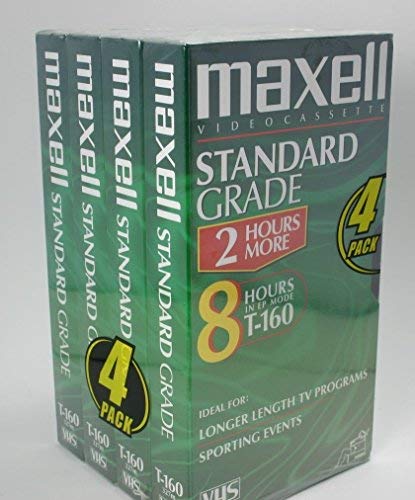 maxell
STANDARD GRADE
T-160
VHS
maxell
STANDARD GRADE
T-160
VHS
maxell
STANDARD
T-160
VHS
maxell
STANDARD GRADE
T-160
VHS
4
PACK
maxell
VIDEOCASSETTE
STANDARD
GRADE
2 HOURS
MORE
8 HOURS
IN EP MODE
T-160
4
PACK
IDEAL FOR:
LONGER LENGTH TV PROGRAMS
SPORTING EVENTS
VHS